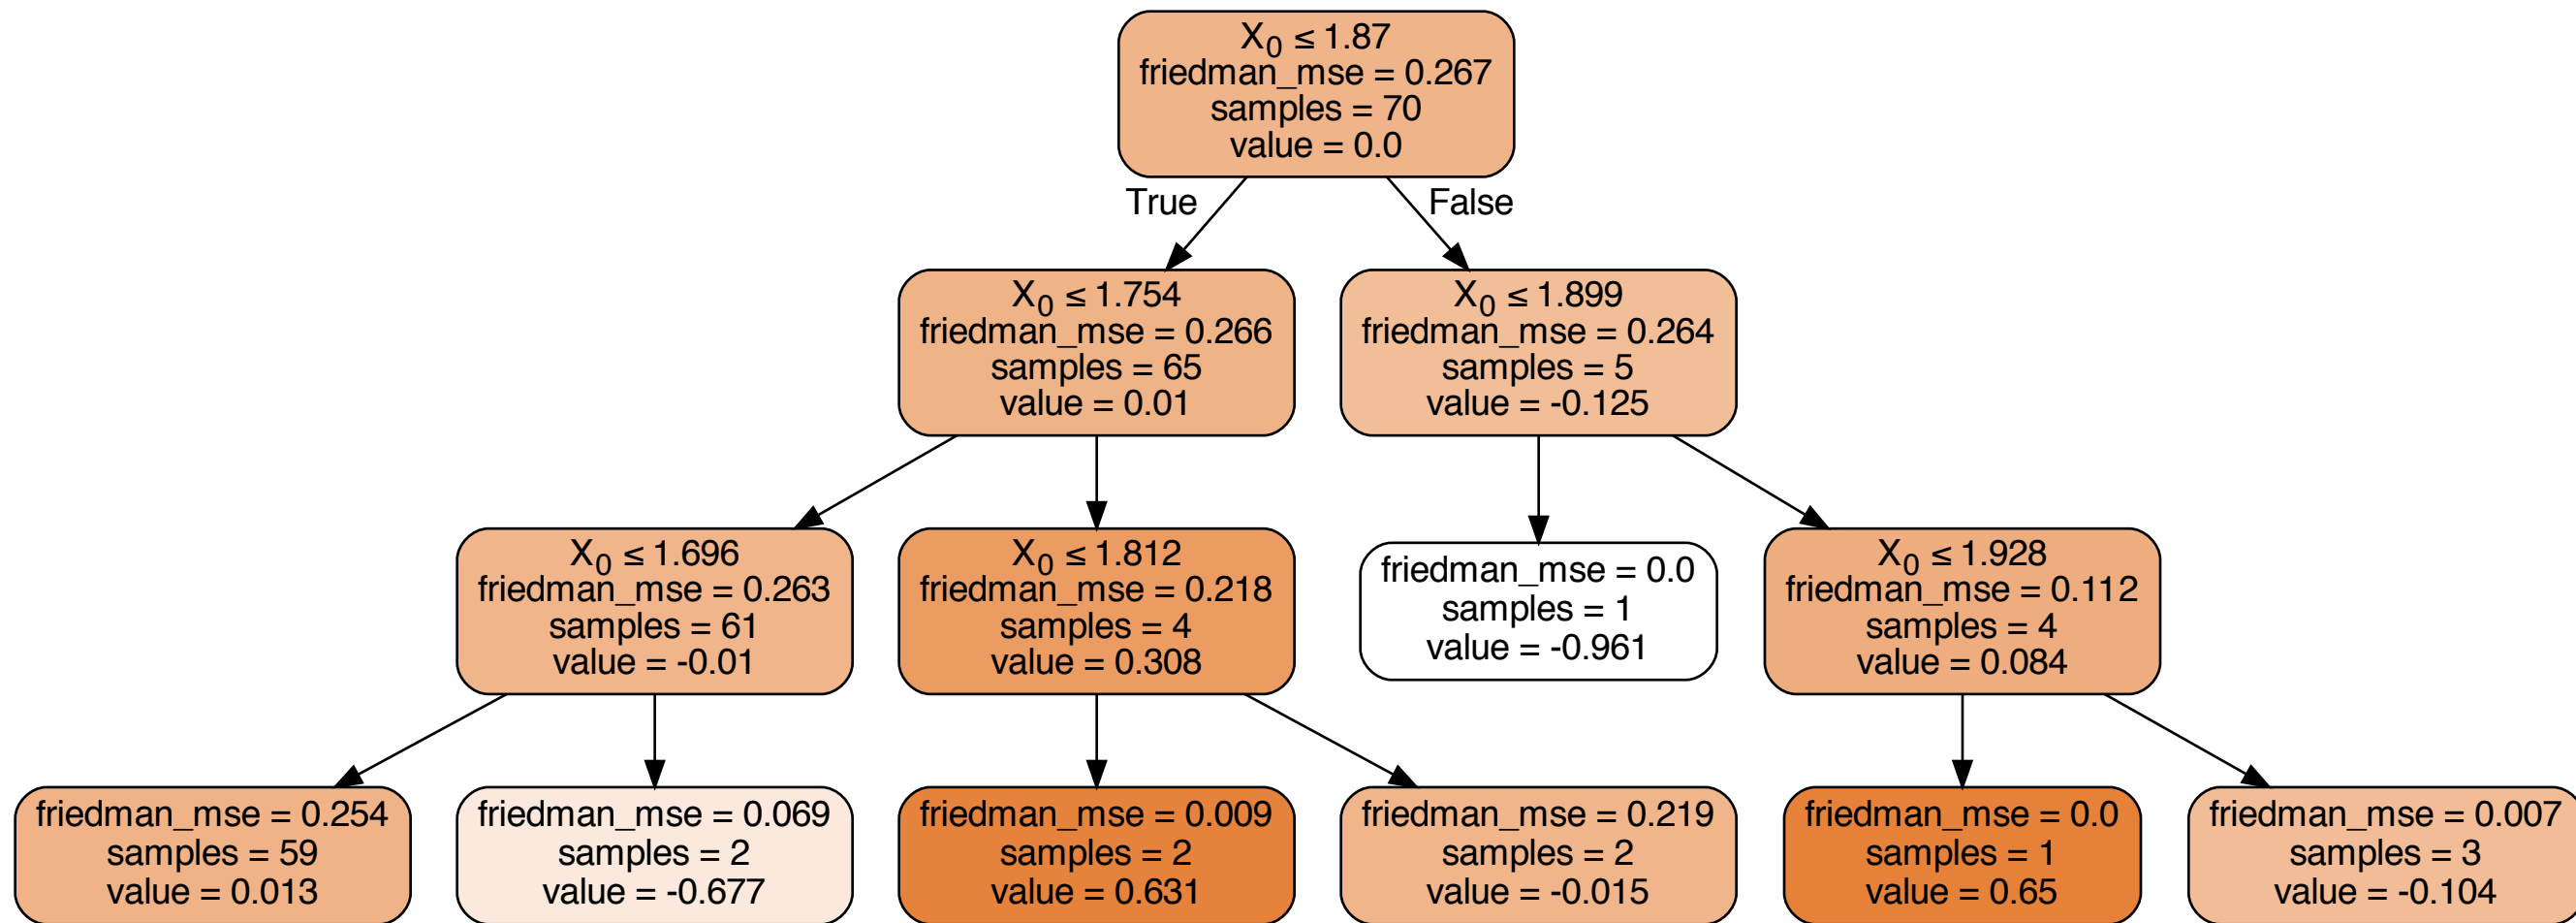 X₀ ≤ 1.87
friedman_mse = 0.267
samples = 70
value = 0.0
True
False
X₀ ≤ 1.754
friedman_mse = 0.266
samples = 65
value = 0.01
X₀ ≤ 1.899
friedman_mse = 0.264
samples = 5
value = -0.125
X₀ ≤ 1.696
friedman_mse = 0.263
samples = 61
value = -0.01
X₀ ≤ 1.812
friedman_mse = 0.218
samples = 4
value = 0.308
friedman_mse = 0.0
samples = 1
value = -0.961
X₀ ≤ 1.928
friedman_mse = 0.112
samples = 4
value = 0.084
friedman_mse = 0.254
samples = 59
value = 0.013
friedman_mse = 0.069
samples = 2
value = -0.677
friedman_mse = 0.009
samples = 2
value = 0.631
friedman_mse = 0.219
samples = 2
value = -0.015
friedman_mse = 0.0
samples = 1
value = 0.65
friedman_mse = 0.007
samples = 3
value = -0.104